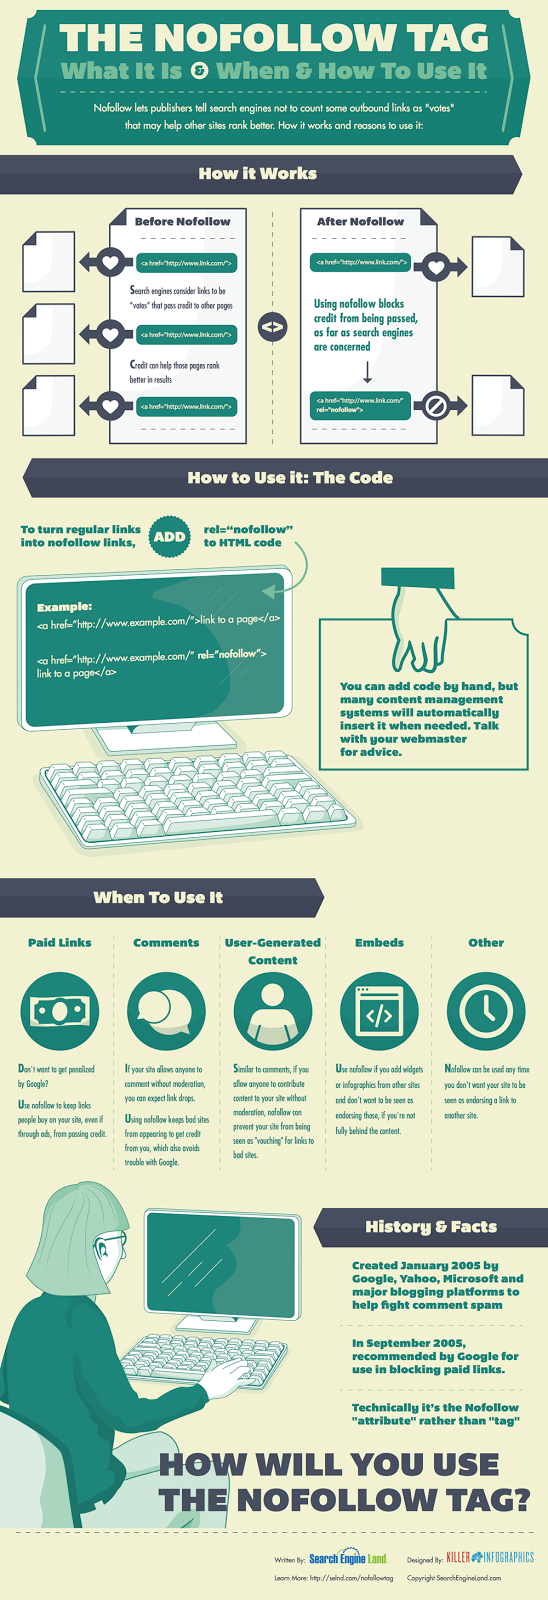 THE NOFOLLOW TAG
What It Is & When & How To Use It
Nofollow lets publishers tell search engines not to count some outbound links as "votes"
that may help other sites rank better. How it works and reasons to use it:
How it Works
Before Nofollow
<a href="http://www.link.com/">
Search engines consider links to be
"votes" that pass credit to other pages
<a href="http://www.link.com/">
Credit can help those pages rank
better in results
<a href="http://www.link.com/">
<>
After Nofollow
<a href="http://www.link.com/">
Using nofollow blocks
credit from being passed,
as far as search engines
are concerned
<a href="http://www.link.com/"
rel="nofollow">
How to Use it: The Code
To turn regular links
into nofollow links,
ADD
rel="nofollow"
to HTML code
Example:
<a href="http://www.example.com/">link to a page</a>
<a href="http://www.example.com/" rel="nofollow">
link to a page</a>
You can add code by hand, but
many content management
systems will automatically
insert it when needed. Talk
with your webmaster
for advice.
When To Use It
Paid Links
Don't want to get penalized
by Google?
Use nofollow to keep links
people buy on your site, even if
through ads, from passing credit.
Comments
If your site allows anyone to
comment without moderation,
you can expect link drops.
Using nofollow keeps bad sites
from appearing to get credit
from you, which also avoids
trouble with Google.
User-Generated
Content
Similar to comments, if you
allow anyone to contribute
content to your site without
moderation, nofollow can
prevent your site from being
seen as "vouching" for links to
bad sites.
Embeds
</>
Use nofollow if you add widgets
or infographics from other sites
and don't want to be seen as
endorsing those, if you're not
fully behind the content.
Other
Nofollow can be used any time
you don't want your site to be
seen as endorsing a link to
another site.
History & Facts
Created January 2005 by
Google, Yahoo, Microsoft and
major blogging platforms to
help fight comment spam
In September 2005,
recommended by Google for
use in blocking paid links.
Technically it's the Nofollow
"attribute" rather than "tag"
HOW WILL YOU USE
THE NOFOLLOW TAG?
Written By: Search Engine Land
Designed By: KILLER INFOGRAPHICS
Learn More: http://selnd.com/nofollowtag
Copyright SearchEngineLand.com